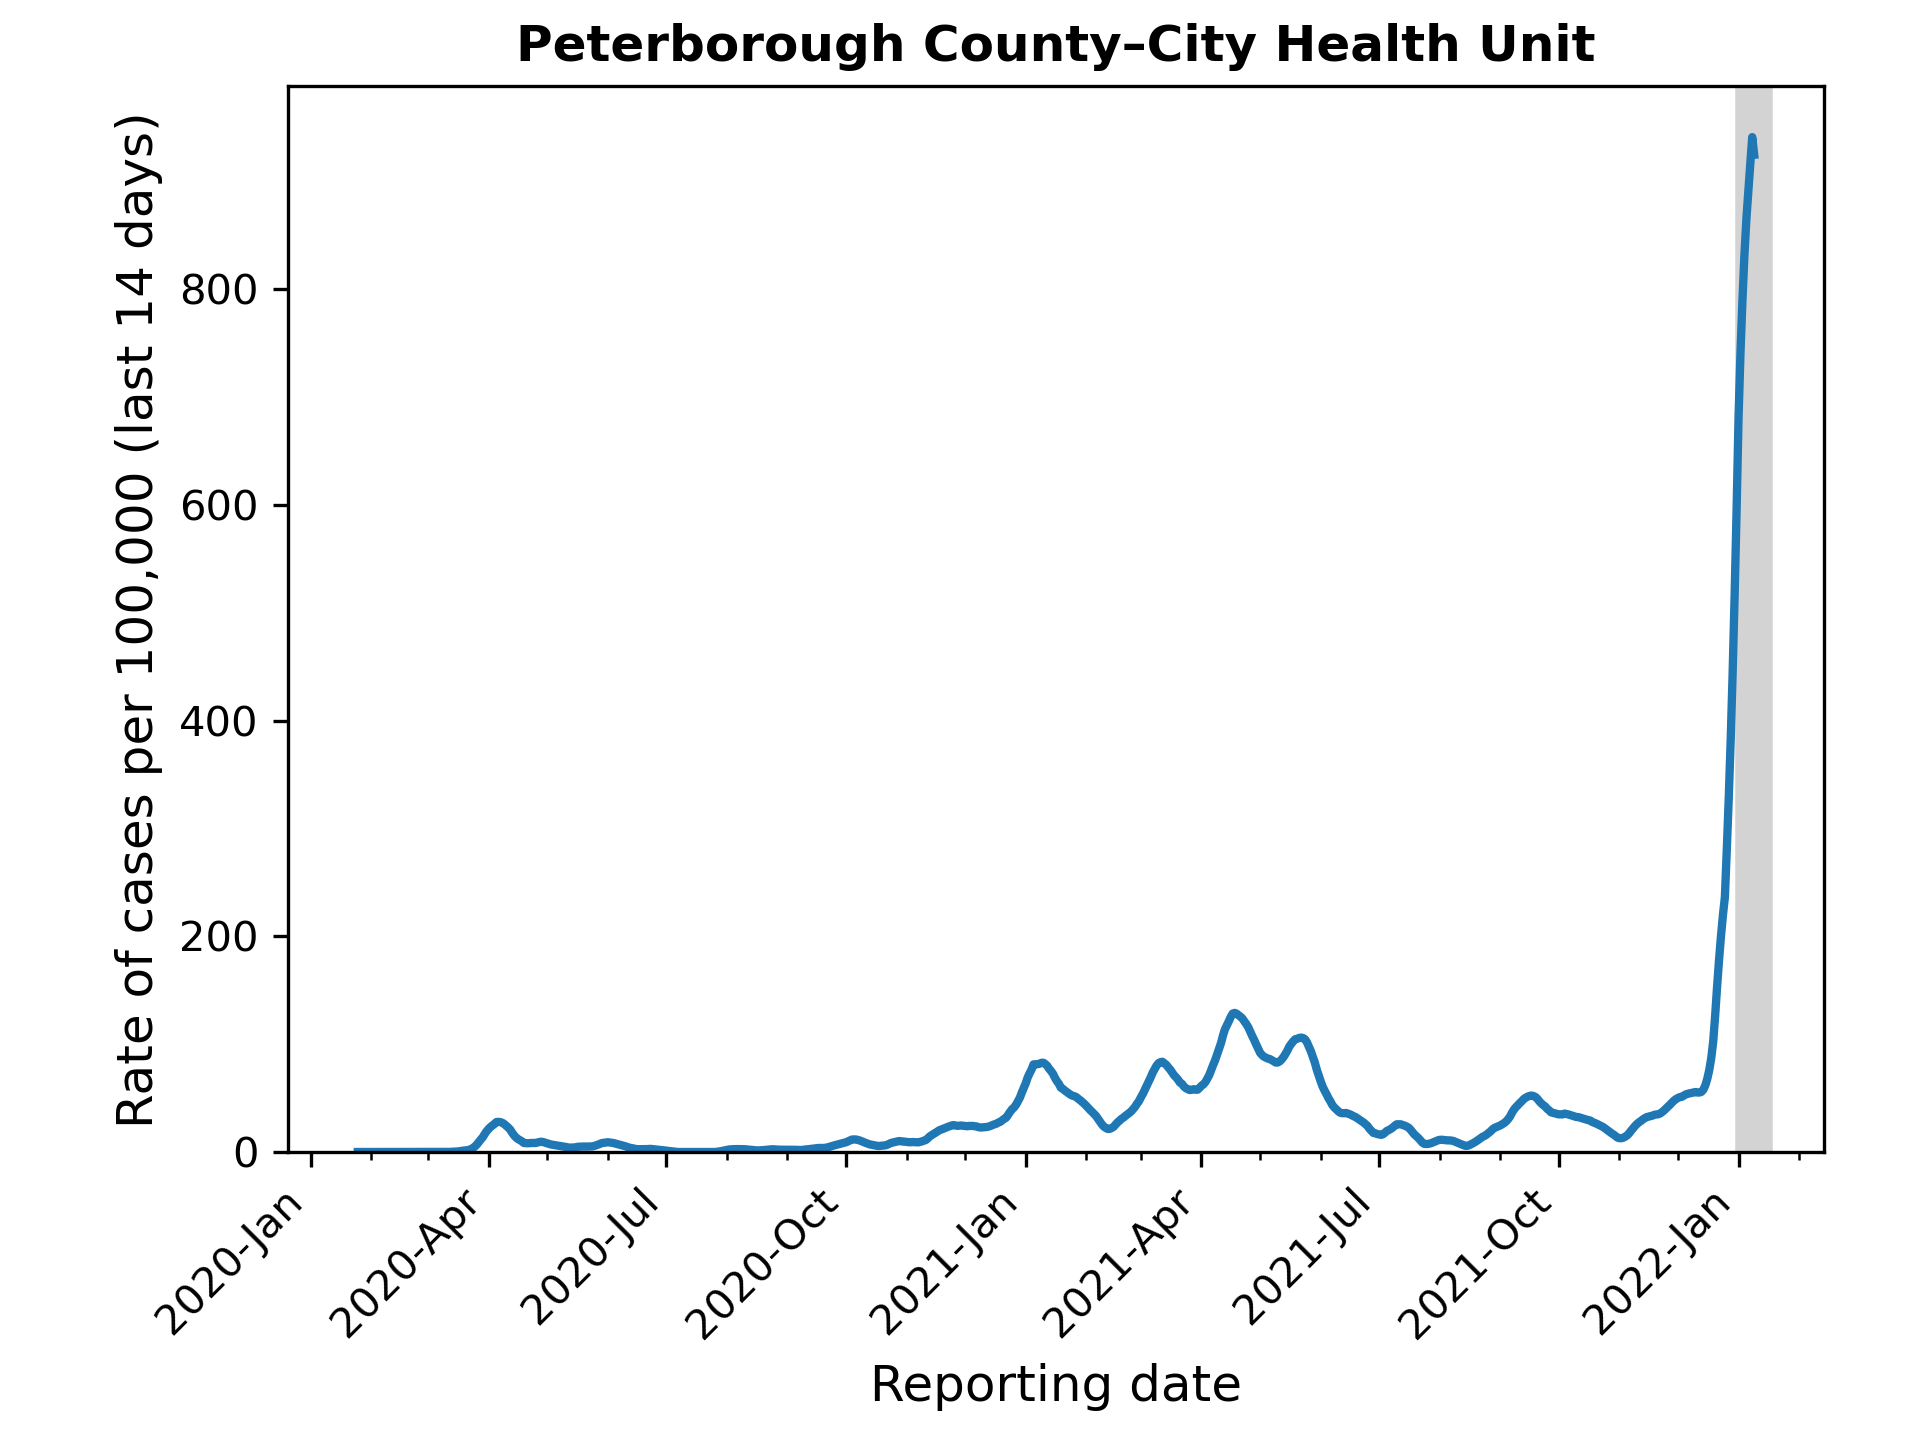 Peterborough County–City Health Unit
Rate of cases per 100,000 (last 14 days)
800
600
400
200
0
2020-Jan
2020-Apr
2020-Jul
2020-Oct
2021-Jan
2021-Apr
2021-Jul
2021-Oct
2022-Jan
Reporting date